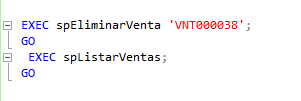 EXEC spEliminarVenta 'VNT000038';
GO
EXEC spListarVentas;
GO